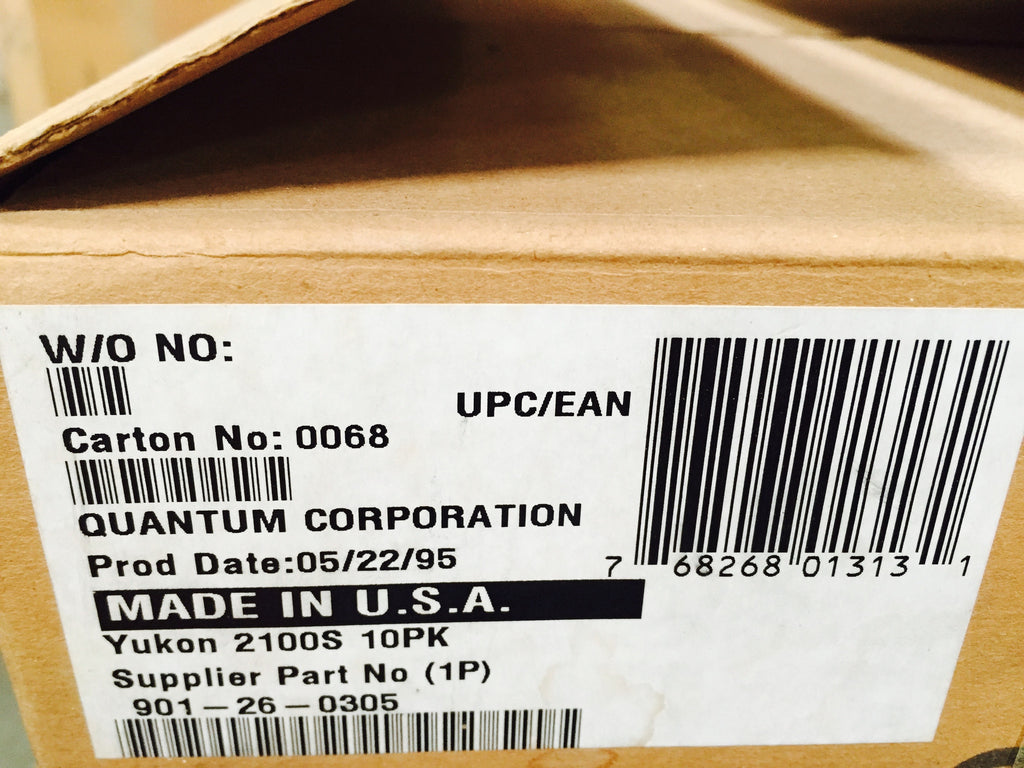 W/O NO:
UPC/EAN
Carton No: 0068
QUANTUM CORPORATION
Prod Date:05/22/95
7 68268 01313 1
MADE IN U.S.A.
Yukon 2100S 10PK
Supplier Part No (1P)
901-26-0305